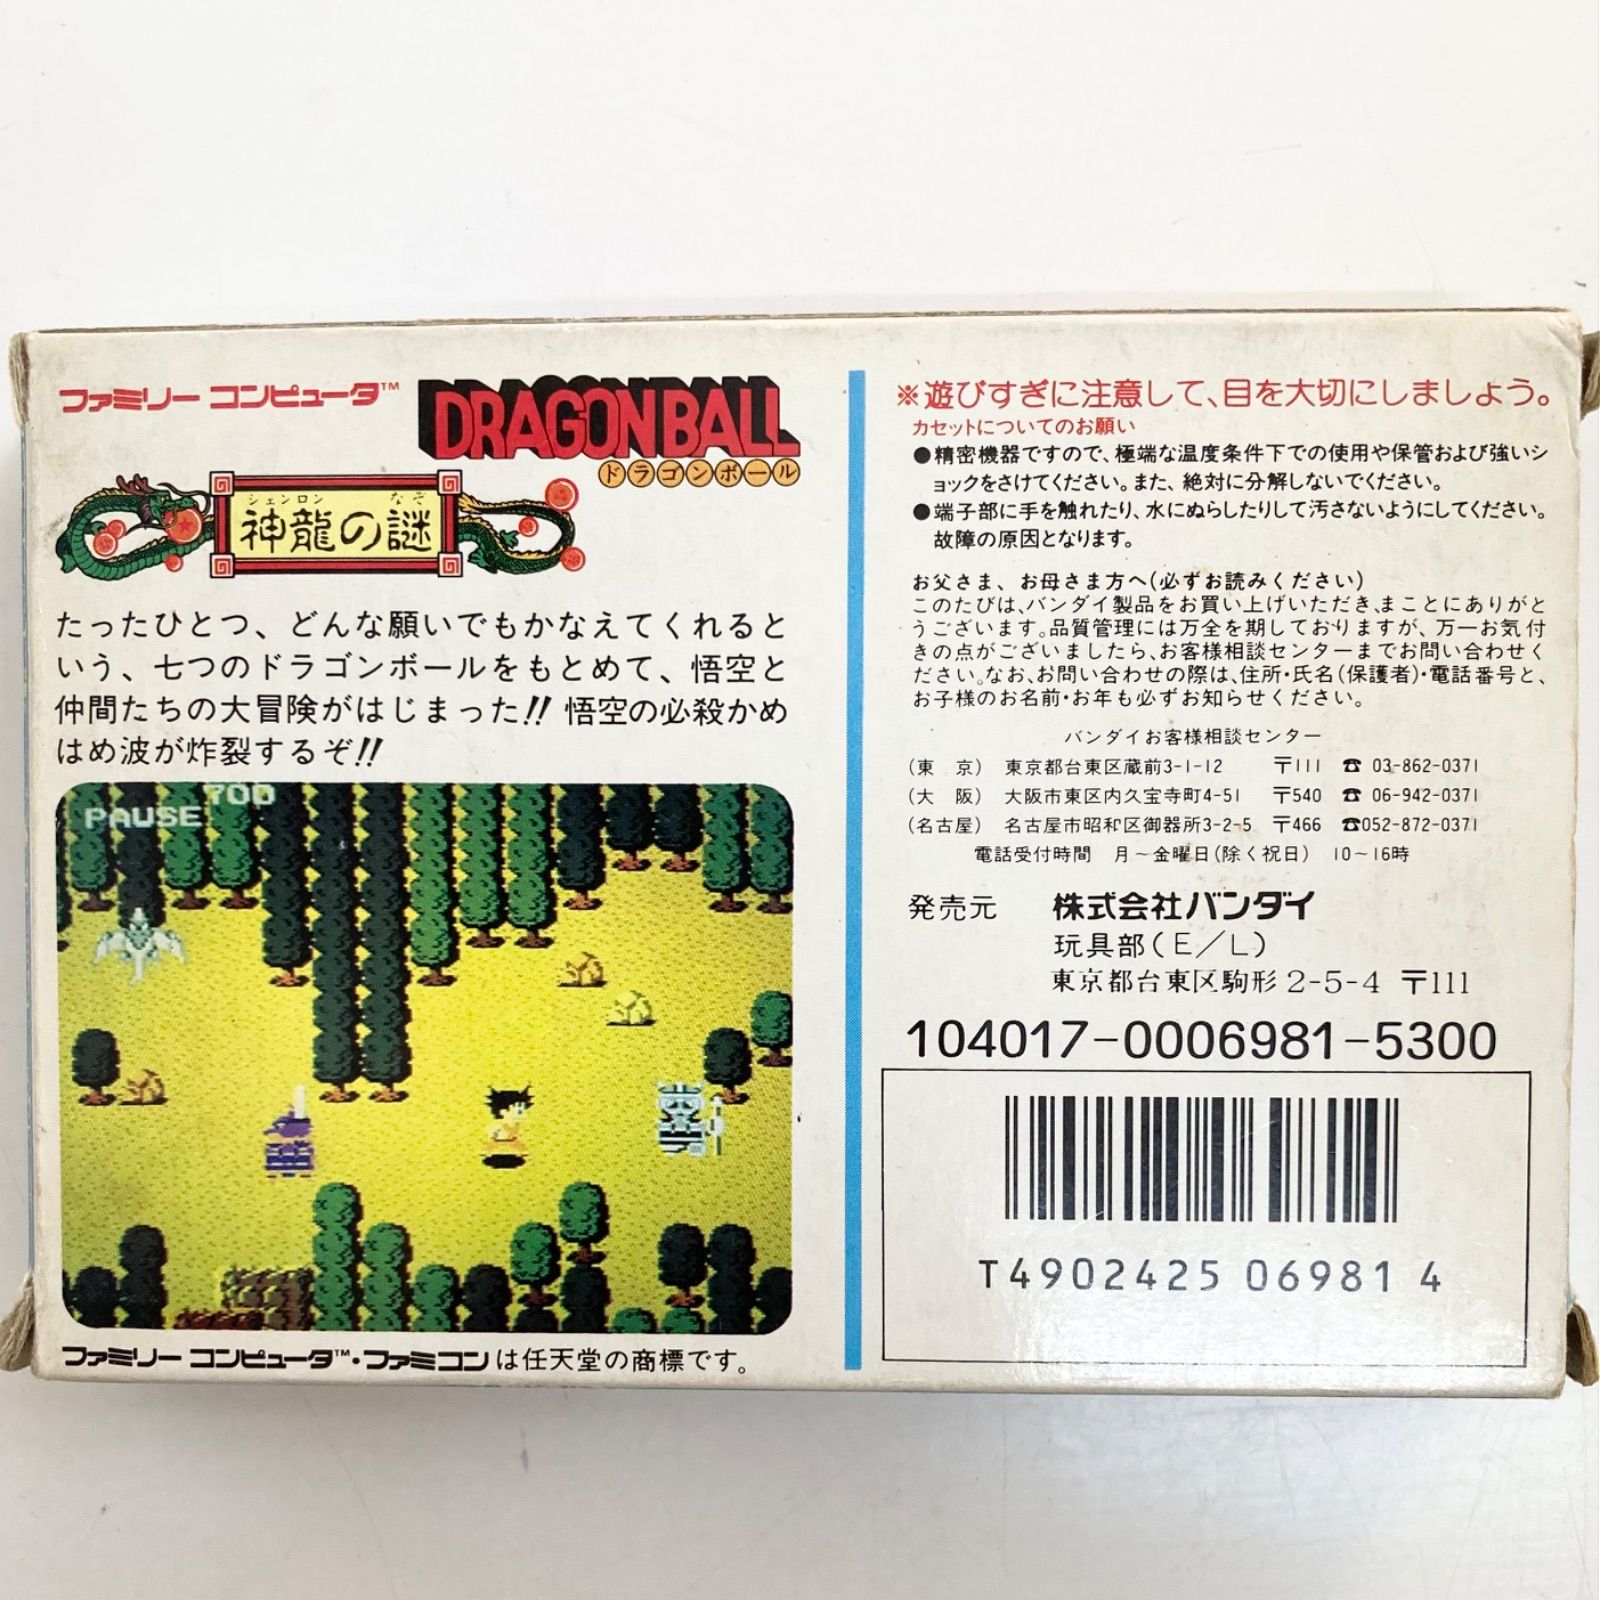 ファミリー コンピュータ™
DRAGON BALL
ドラゴンボール
シェンロン なぞ
神龍の謎
たったひとつ、どんな願いでもかなえてくれると
いう、七つのドラゴンボールをもとめて、悟空と
仲間たちの大冒険がはじまった!! 悟空の必殺かめ
はめ波が炸裂するぞ!!
700
PAUSE
ファミリー コンピュータ™・ファミコンは任天堂の商標です。
※遊びすぎに注意して、目を大切にしましょう。
カセットについてのお願い
●精密機器ですので、極端な温度条件下での使用や保管および強いシ
ョックをさけてください。また、絶対に分解しないでください。
●端子部に手を触れたり、水にぬらしたりして汚さないようにしてください。
故障の原因となります。
お父さま、お母さま方へ(必ずお読みください)
このたびは、バンダイ製品をお買い上げいただき、まことにありがと
うございます。品質管理には万全を期しておりますが、万一お気付
きの点がございましたら、お客様相談センターまでお問い合わせく
ださい。なお、お問い合わせの際は、住所・氏名(保護者)・電話番号と、
お子様のお名前・お年も必ずお知らせください。
バンダイお客様相談センター
(東 京) 東京都台東区蔵前3-1-12 〒111 ☎ 03-862-0371
(大 阪) 大阪市東区内久宝寺町4-51 〒540 ☎ 06-942-0371
(名古屋) 名古屋市昭和区御器所3-2-5 〒466 ☎052-872-0371
電話受付時間 月～金曜日(除く祝日) 10～16時
発売元 株式会社バンダイ
玩具部(E/L)
東京都台東区駒形2-5-4 〒111
104017-0006981-5300
T4902425 069814